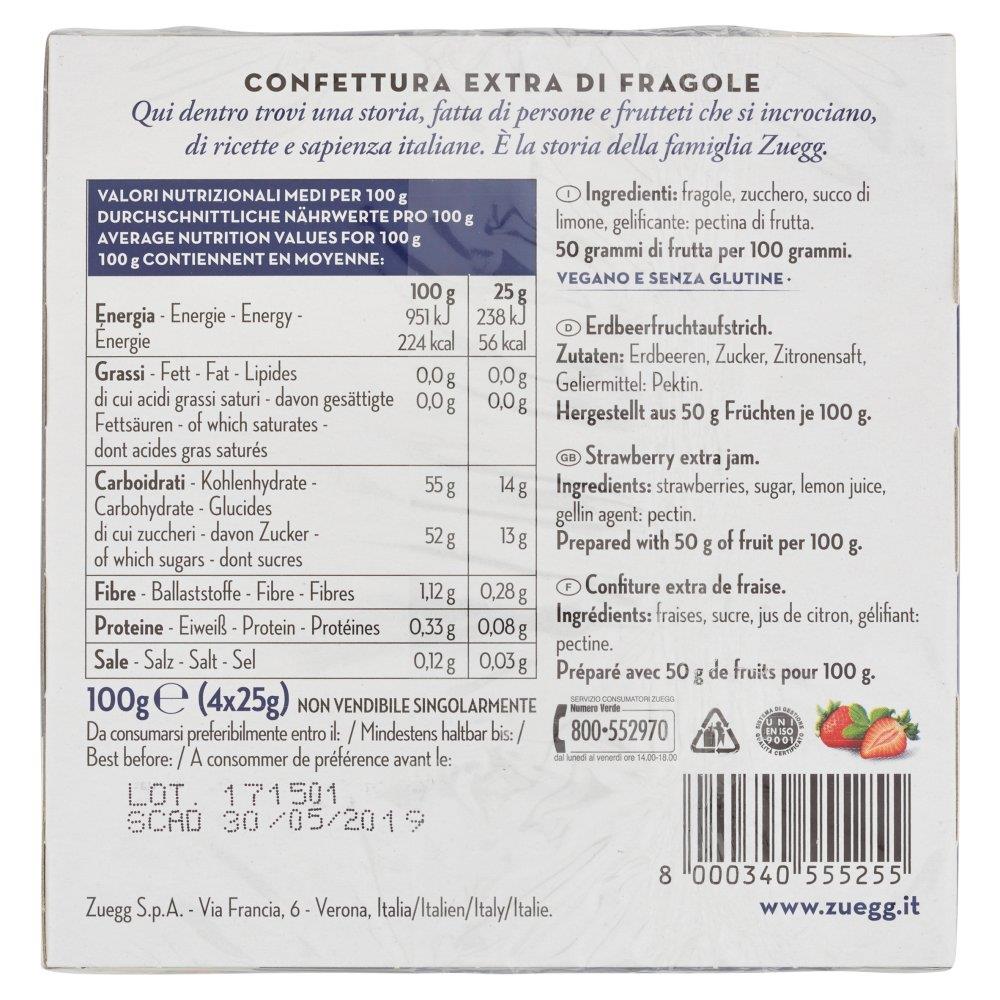 CONFETTURA EXTRA DI FRAGOLE
Qui dentro trovi una storia, fatta di persone e frutteti che si incrociano,
di ricette e sapienza italiane. È la storia della famiglia Zuegg.
VALORI NUTRIZIONALI MEDI PER 100 g
DURCHSCHNITTLICHE NÄHRWERTE PRO 100 g
AVERAGE NUTRITION VALUES FOR 100 g
100 g CONTIENNENT EN MOYENNE:
100 g 25 g
Energia - Energie - Energy - 951 kJ 238 kJ
Énergie 224 kcal 56 kcal
Grassi - Fett - Fat - Lipides 0,0 g 0,0 g
di cui acidi grassi saturi - davon gesättigte 0,0 g 0,0 g
Fettsäuren - of which saturates -
dont acides gras saturés
Carboidrati - Kohlenhydrate - 55 g 14 g
Carbohydrate - Glucides
di cui zuccheri - davon Zucker - 52 g 13 g
of which sugars - dont sucres
Fibre - Ballaststoffe - Fibre - Fibres 1,12 g 0,28 g
Proteine - Eiweiß - Protein - Protéines 0,33 g 0,08 g
Sale - Salz - Salt - Sel 0,12 g 0,03 g
100g ℮ (4x25g) NON VENDIBILE SINGOLARMENTE
Da consumarsi preferibilmente entro il: / Mindestens haltbar bis: /
Best before: / A consommer de préférence avant le:
LOT. 171501
SCAD 30/05/2019
Zuegg S.p.A. - Via Francia, 6 - Verona, Italia/Italien/Italy/Italie.
I Ingredienti: fragole, zucchero, succo di
limone, gelificante: pectina di frutta.
50 grammi di frutta per 100 grammi.
VEGANO E SENZA GLUTINE·
D Erdbeerfruchtaufstrich.
Zutaten: Erdbeeren, Zucker, Zitronensaft,
Geliermittel: Pektin.
Hergestellt aus 50 g Früchten je 100 g.
GB Strawberry extra jam.
Ingredients: strawberries, sugar, lemon juice,
gellin agent: pectin.
Prepared with 50 g of fruit per 100 g.
F Confiture extra de fraise.
Ingrédients: fraises, sucre, jus de citron, gélifiant:
pectine.
Préparé avec 50 g de fruits pour 100 g.
SERVIZIO CONSUMATORI ZUEGG
Numero Verde
800-552970
dal lunedì al venerdì ore 14.00-18.00
SISTEMA DI GESTIONE
UNI
EN ISO
9001
QUALITÀ CERTIFICATO
8 000340 555255
www.zuegg.it